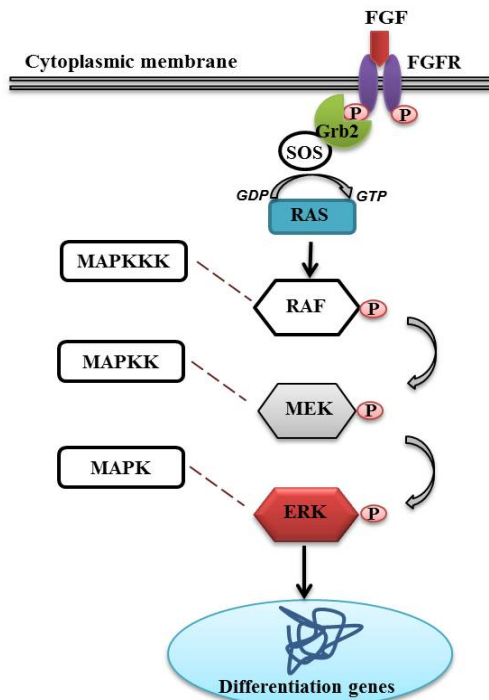 FGF
Cytoplasmic membrane
FGFR
P
P
Grb2
SOS
GDP
GTP
RAS
MAPKKK
RAF
P
MAPKK
MEK
P
MAPK
ERK
P
Differentiation genes